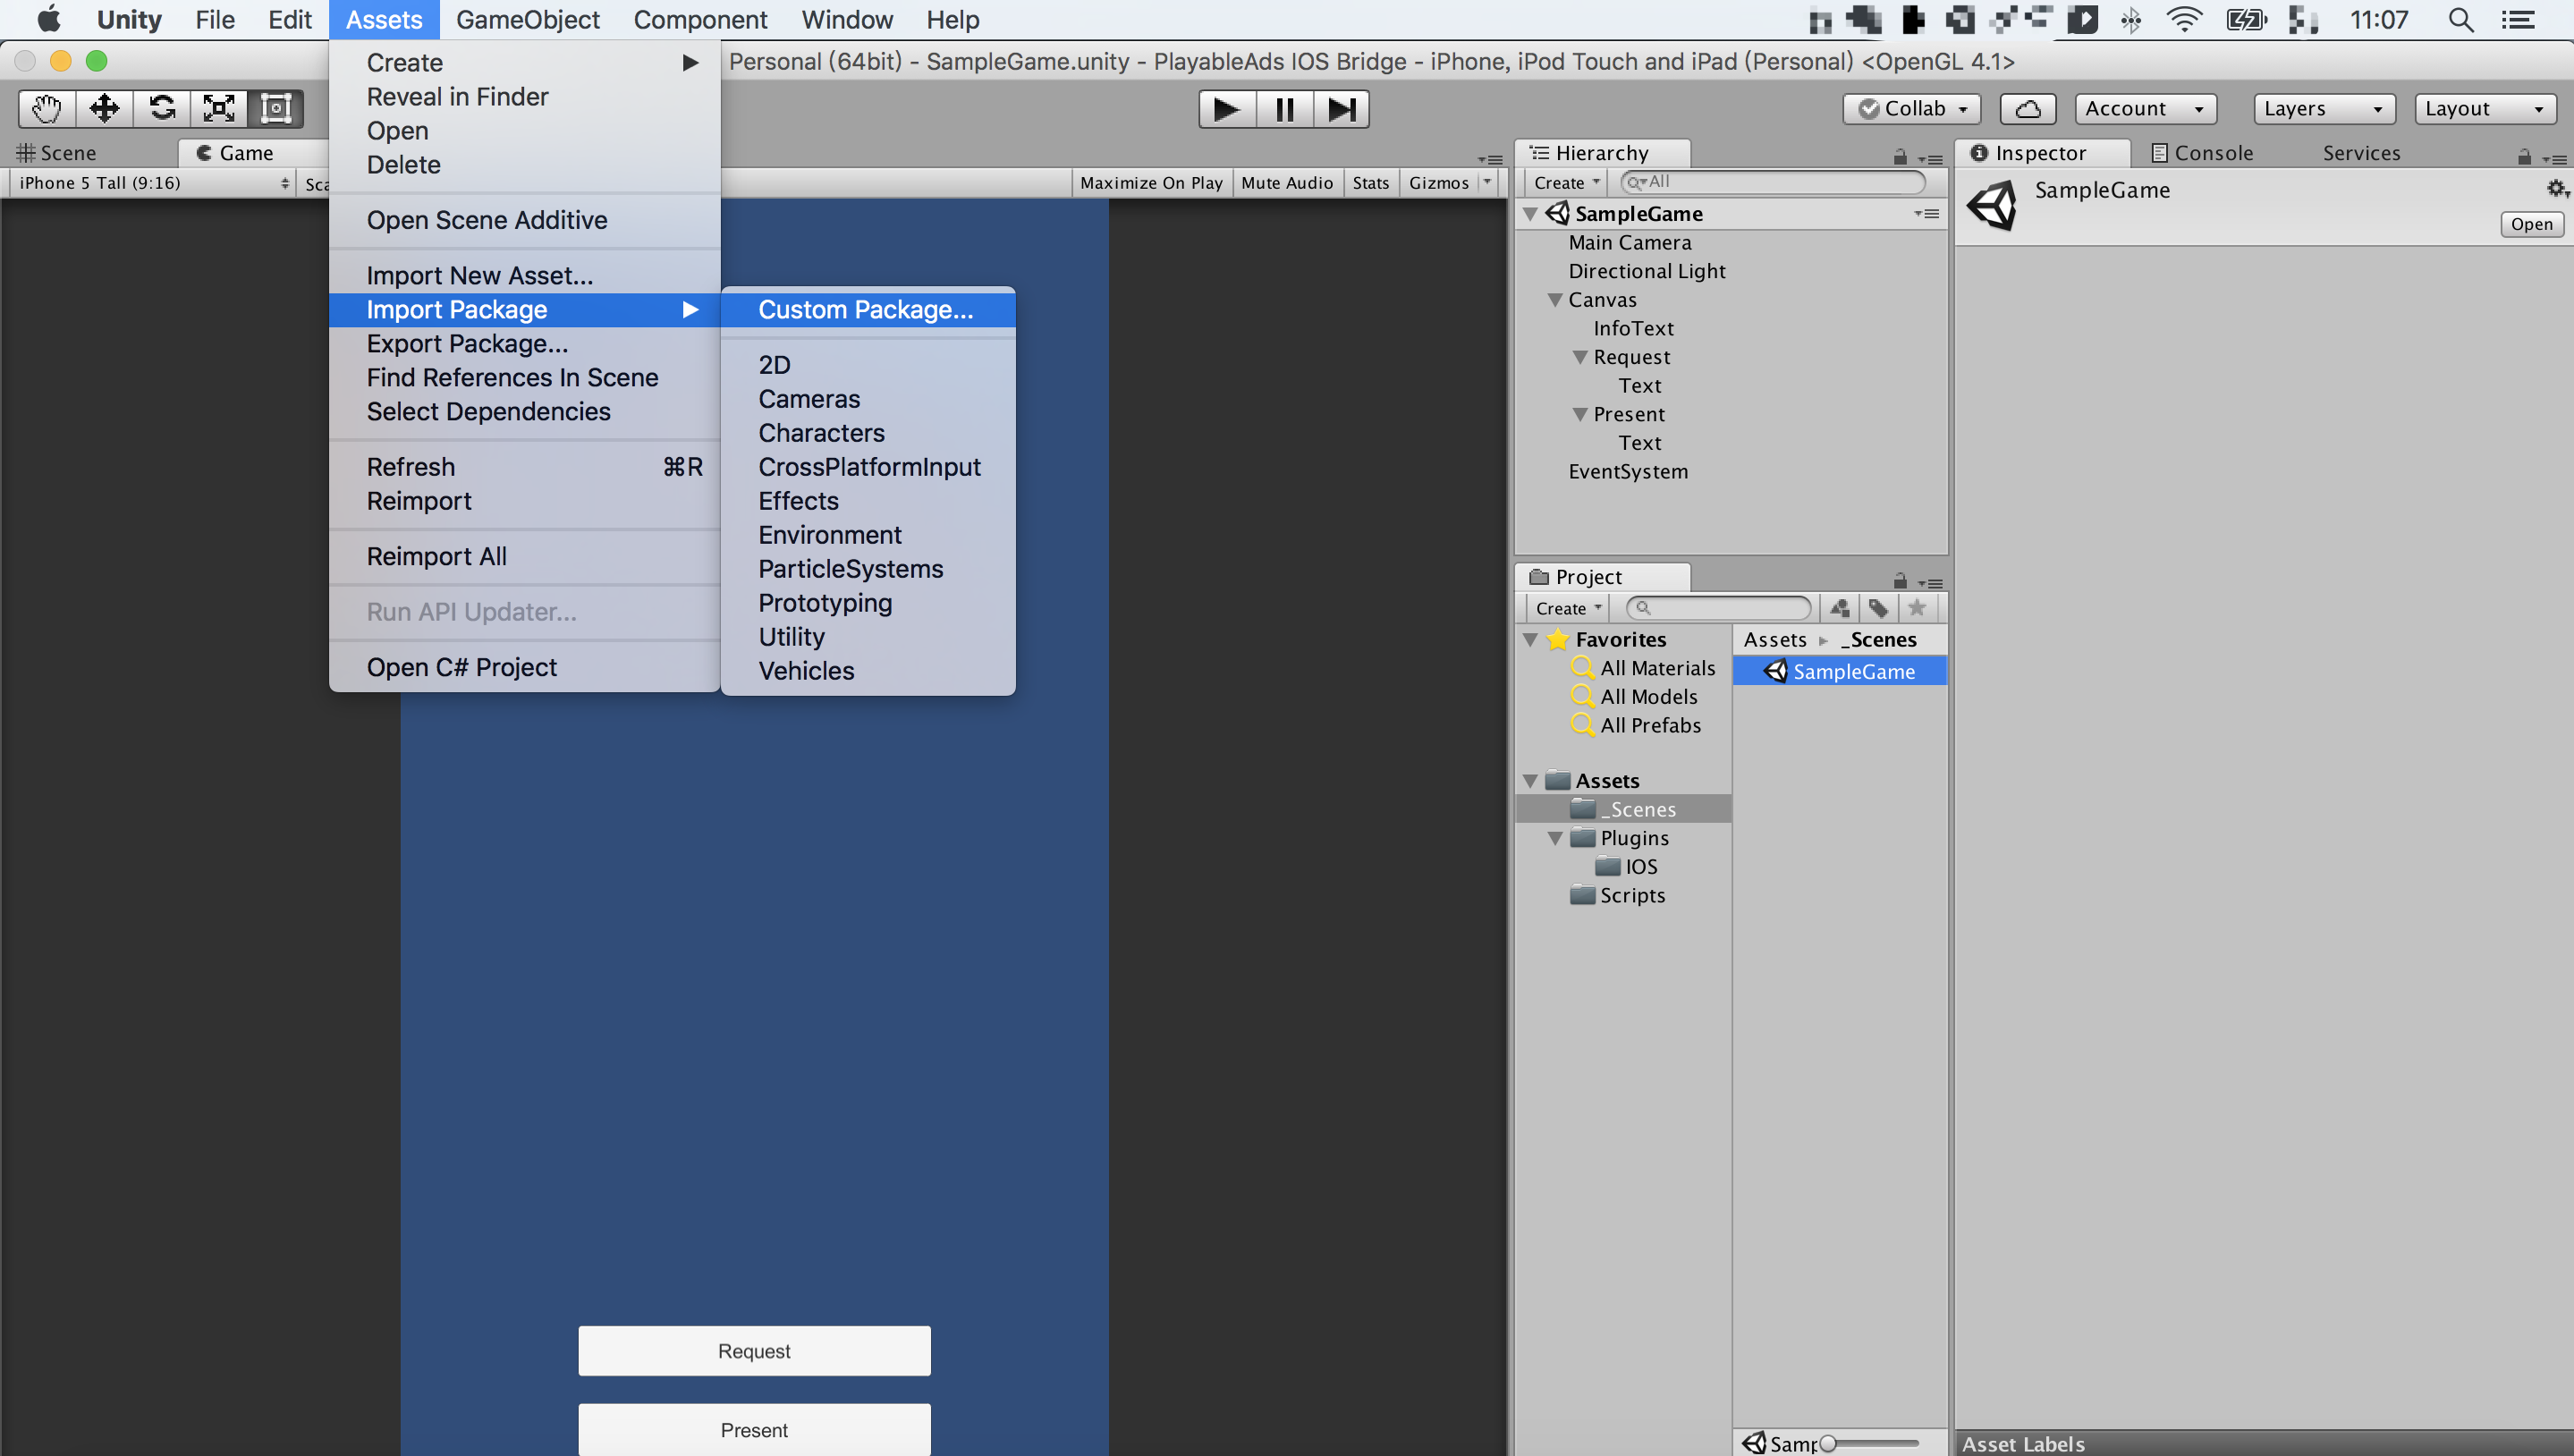 Unity File Edit Assets GameObject Component Window Help 11:07
Personal (64bit) - SampleGame.unity - PlayableAds IOS Bridge - iPhone, iPod Touch and iPad (Personal) <OpenGL 4.1>
Collab Account Layers Layout
Scene Game
iPhone 5 Tall (9:16) Sca Maximize On Play Mute Audio Stats Gizmos
Create
Reveal in Finder
Open
Delete
Open Scene Additive
Import New Asset...
Import Package
Export Package...
Find References In Scene
Select Dependencies
Refresh ⌘R
Reimport
Reimport All
Run API Updater...
Open C# Project
Custom Package...
2D
Cameras
Characters
CrossPlatformInput
Effects
Environment
ParticleSystems
Prototyping
Utility
Vehicles
Request
Present
Hierarchy
Create All
SampleGame
Main Camera
Directional Light
Canvas
InfoText
Request
Text
Present
Text
EventSystem
Project
Create
Favorites
All Materials
All Models
All Prefabs
Assets
_Scenes
Plugins
IOS
Scripts
Assets _Scenes
SampleGame
Samp
Inspector Console Services
SampleGame
Open
Asset Labels